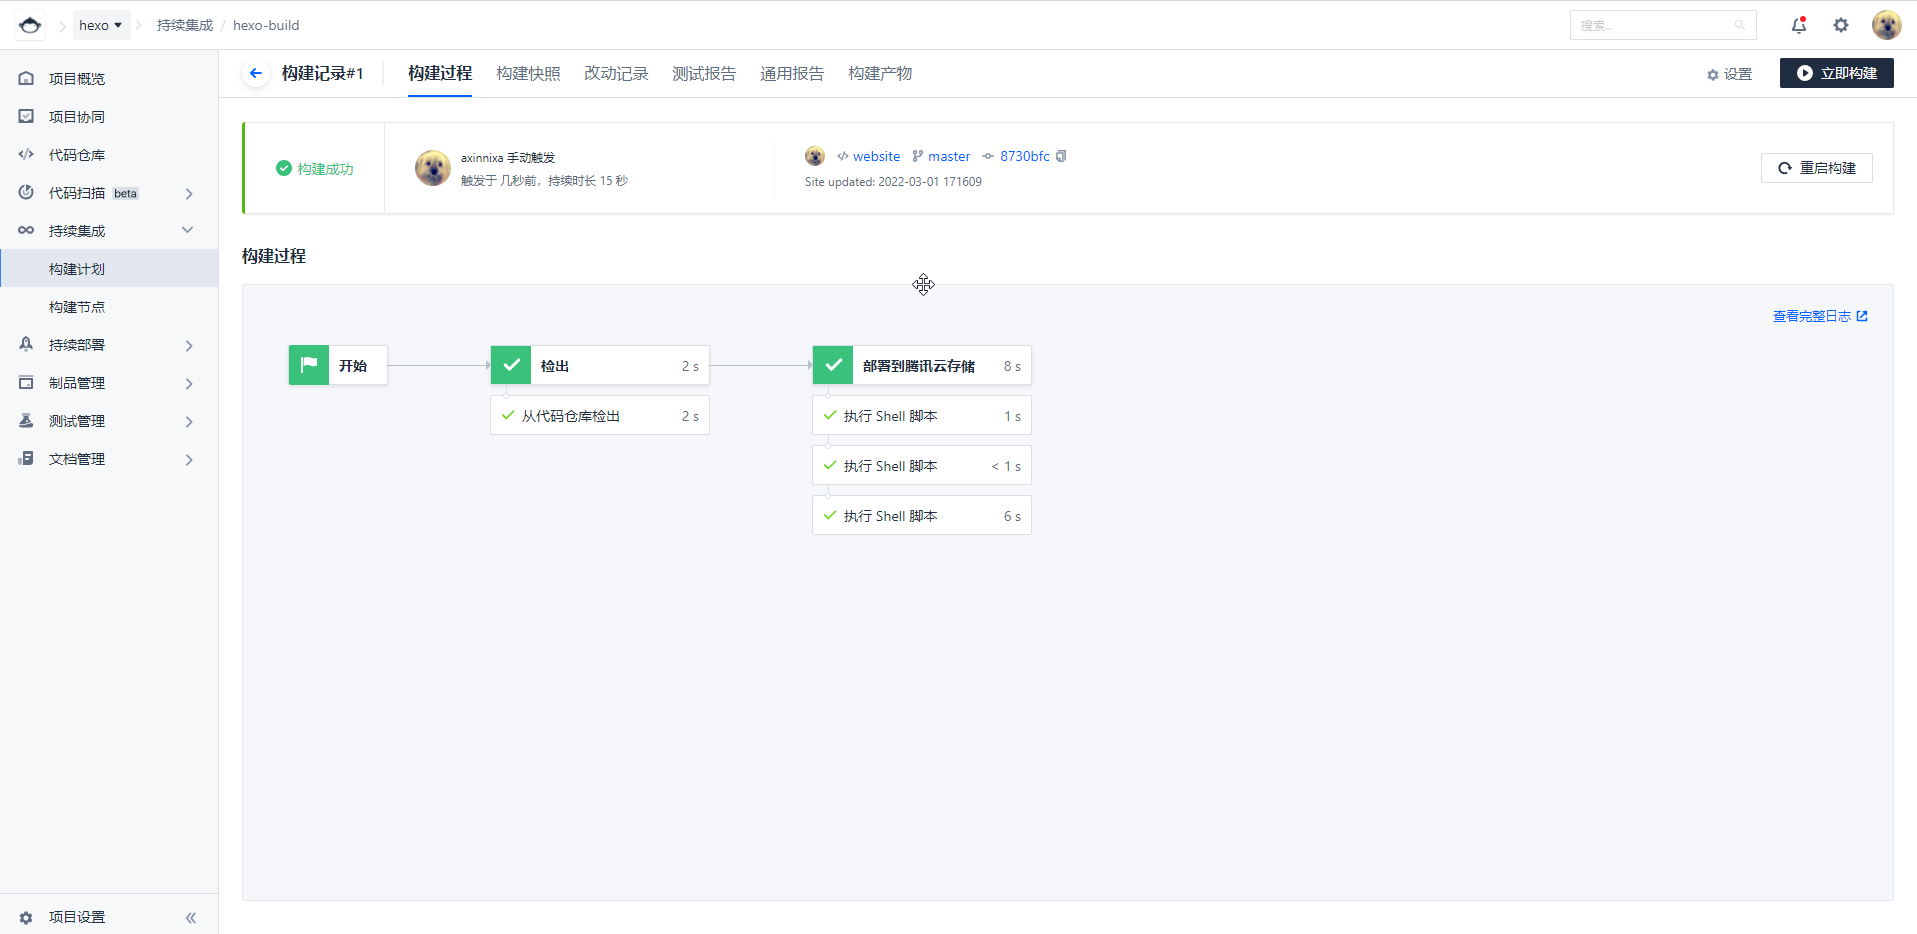 hexo
持续集成 / hexo-build
搜索...
项目概览
项目协同
代码仓库
代码扫描 beta
持续集成
构建计划
构建节点
持续部署
制品管理
测试管理
文档管理
项目设置
构建记录#1
构建过程 构建快照 改动记录 测试报告 通用报告 构建产物
设置
立即构建
构建成功
axinnixa 手动触发
触发于 几秒前，持续时长 15 秒
website master 8730bfc
Site updated: 2022-03-01 171609
重启构建
构建过程
查看完整日志
开始
检出 2 s
从代码仓库检出 2 s
部署到腾讯云存储 8 s
执行 Shell 脚本 1 s
执行 Shell 脚本 < 1 s
执行 Shell 脚本 6 s